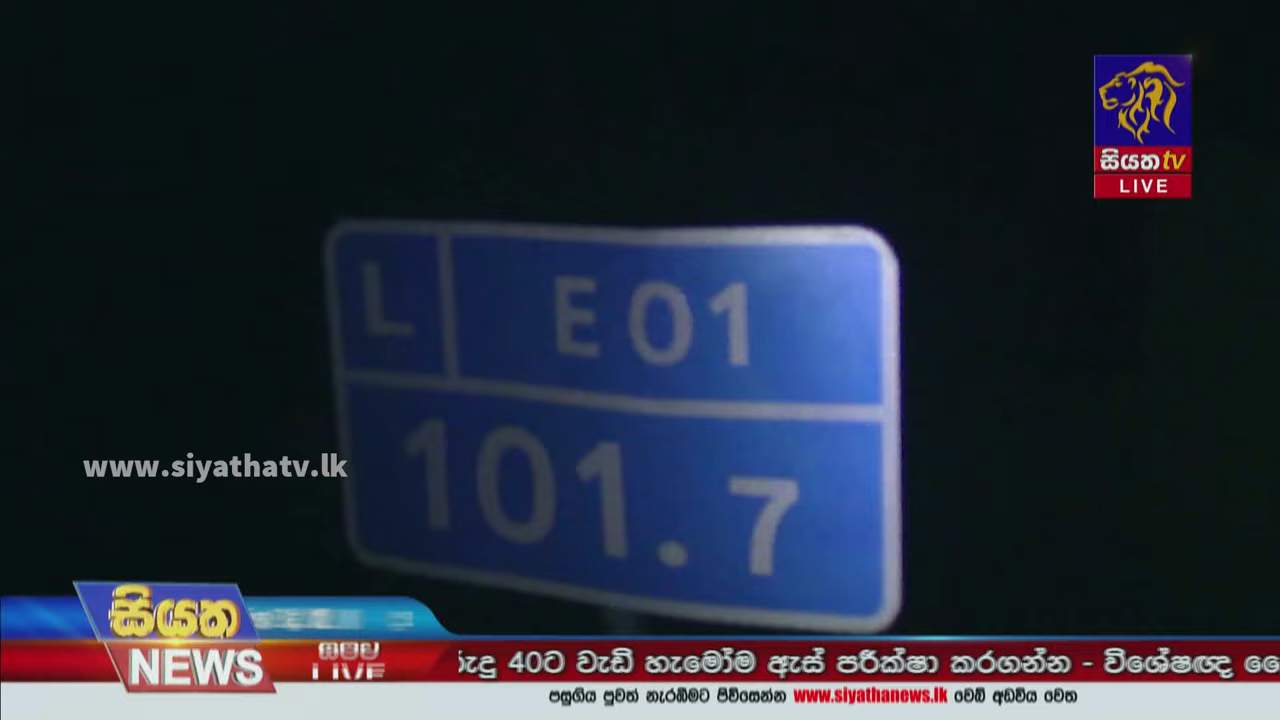 සියත tv
LIVE
L E01
101.7
www.siyathatv.lk
සියත
NEWS
LIVE
රුදු 40ට වැඩි හැමෝම ඇස් පරීක්ෂා කරගන්න - විශේෂඥ
පසුගිය පුවත් නැරඹීමට පිවිසෙන්න www.siyathanews.lk වෙබ් අඩවිය වෙත